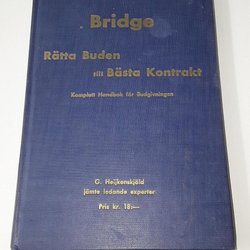 Bridge
Rätta Buden
till Bästa Kontrakt
Komplett Handbok för Budgivningen
G. Heijkenskjöld
jämte ledande experter
Pris kr. 18:—